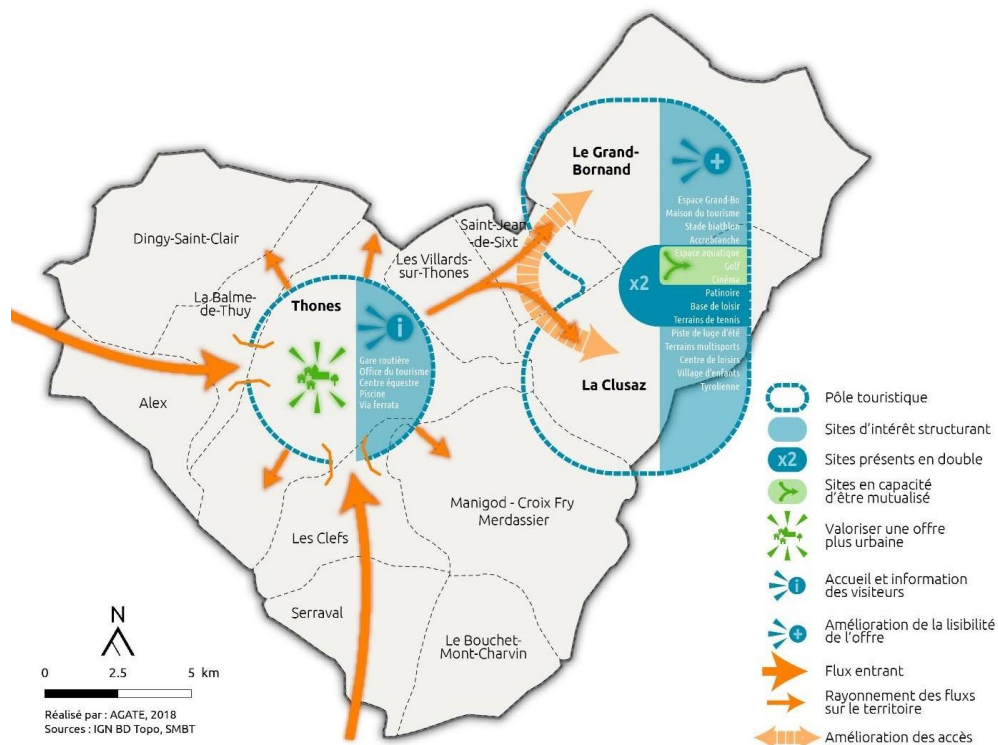 Le Grand-
Bornand
Espace Grand-Bo
Maison du tourisme
Stade biathlon
Accrobranche
Espace aquatique
Golf
Cinéma
Patinoire
Base de loisir
Terrains de tennis
Piste de luge d'été
Terrains multisports
Centre de loisirs
Village d'enfants
Tyrolienne
x2
Saint-Jean
-de-Sixt
Dingy-Saint-Clair
Les Villards-
sur-Thones
La Balme-
de-Thuy
Thones
i
Gare routière
Office du tourisme
Centre équestre
Piscine
Via ferrata
La Clusaz
Alex
Manigod - Croix Fry
Merdassier
Les Clefs
Serraval
Le Bouchet-
Mont-Charvin
Pôle touristique
Sites d'intérêt structurant
x2
Sites présents en double
Sites en capacité
d'être mutualisé
Valoriser une offre
plus urbaine
i
Accueil et information
des visiteurs
Amélioration de la lisibilité
de l'offre
Flux entrant
Rayonnement des flux
sur le territoire
Amélioration des accès
N
0 2.5 5 km
Réalisé par : AGATE, 2018
Sources : IGN BD Topo, SMBT